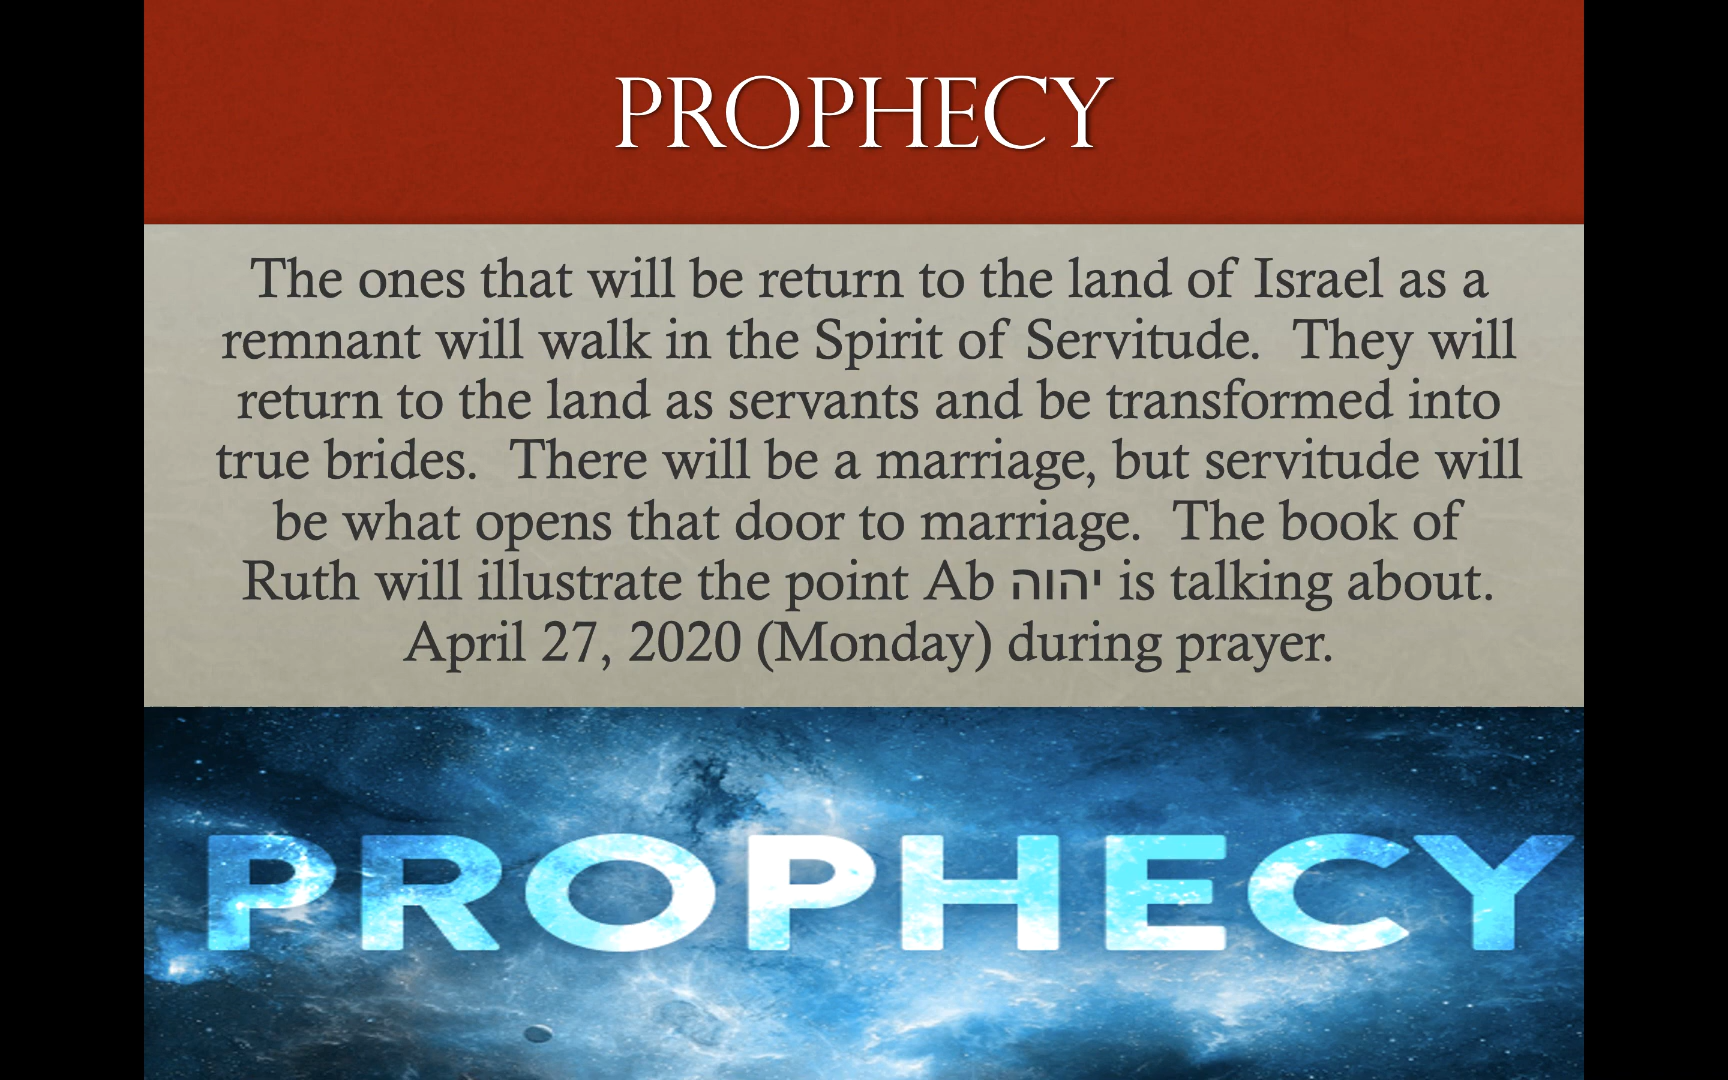 PROPHECY
The ones that will be return to the land of Israel as a
remnant will walk in the Spirit of Servitude.  They will
return to the land as servants and be transformed into
true brides.  There will be a marriage, but servitude will
be what opens that door to marriage.  The book of
Ruth will illustrate the point Ab יהוה is talking about.
April 27, 2020 (Monday) during prayer.
PROPHECY